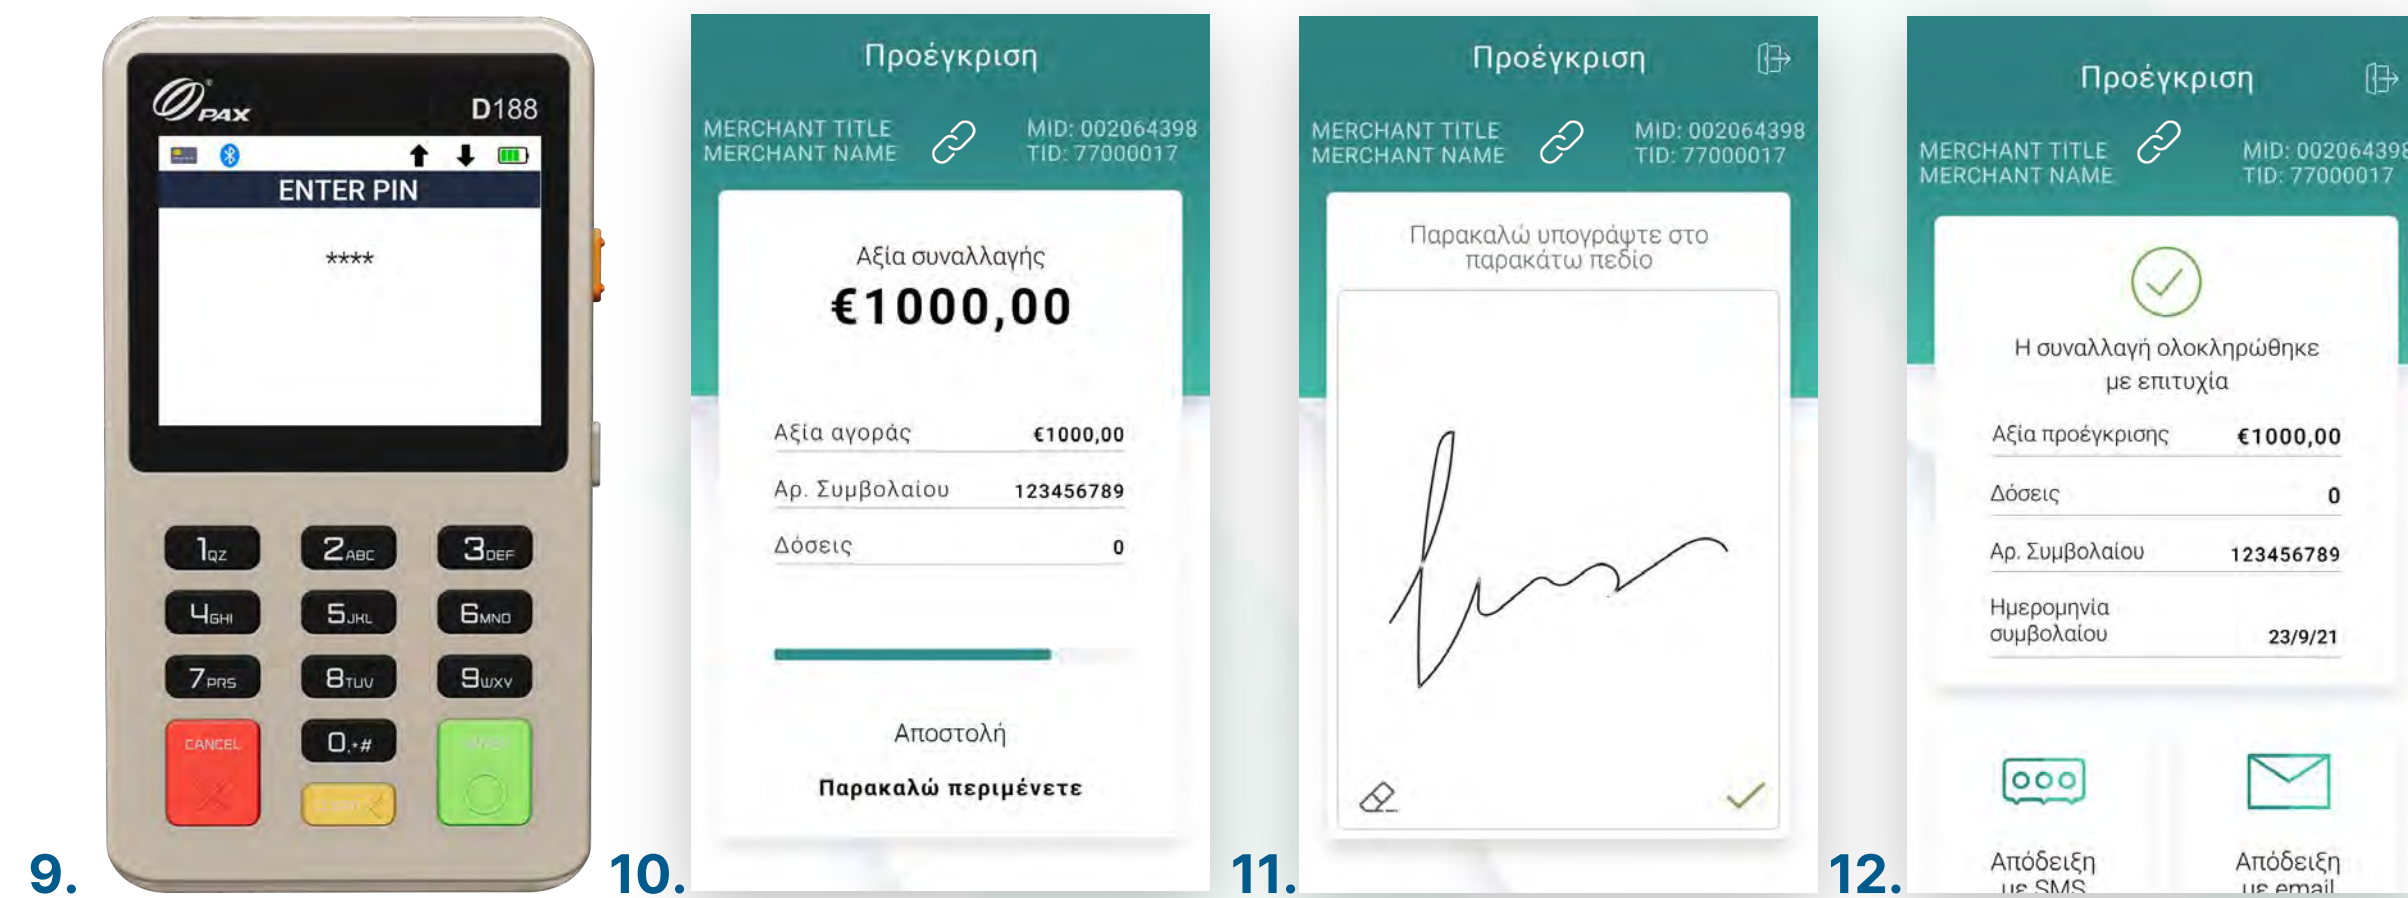 PAX
D188
ENTER PIN
****
1QZ
2ABC
3DEF
4GHI
5JKL
6MNO
7PRS
8TUV
9WXY
CANCEL
0,*#
9.
Προέγκριση
MERCHANT TITLE
MERCHANT NAME
MID: 002064398
TID: 77000017
Αξία συναλλαγής
€1000,00
Αξία αγοράς €1000,00
Αρ. Συμβολαίου 123456789
Δόσεις 0
Αποστολή
Παρακαλώ περιμένετε
10.
Προέγκριση
MERCHANT TITLE
MERCHANT NAME
MID: 002064398
TID: 77000017
Παρακαλώ υπογράψτε στο
παρακάτω πεδίο
11.
Προέγκριση
MERCHANT TITLE
MERCHANT NAME
MID: 002064398
TID: 77000017
Η συναλλαγή ολοκληρώθηκε
με επιτυχία
Αξία προέγκρισης €1000,00
Δόσεις 0
Αρ. Συμβολαίου 123456789
Ημερομηνία
συμβολαίου 23/9/21
Απόδειξη
με SMS
Απόδειξη
με email
12.